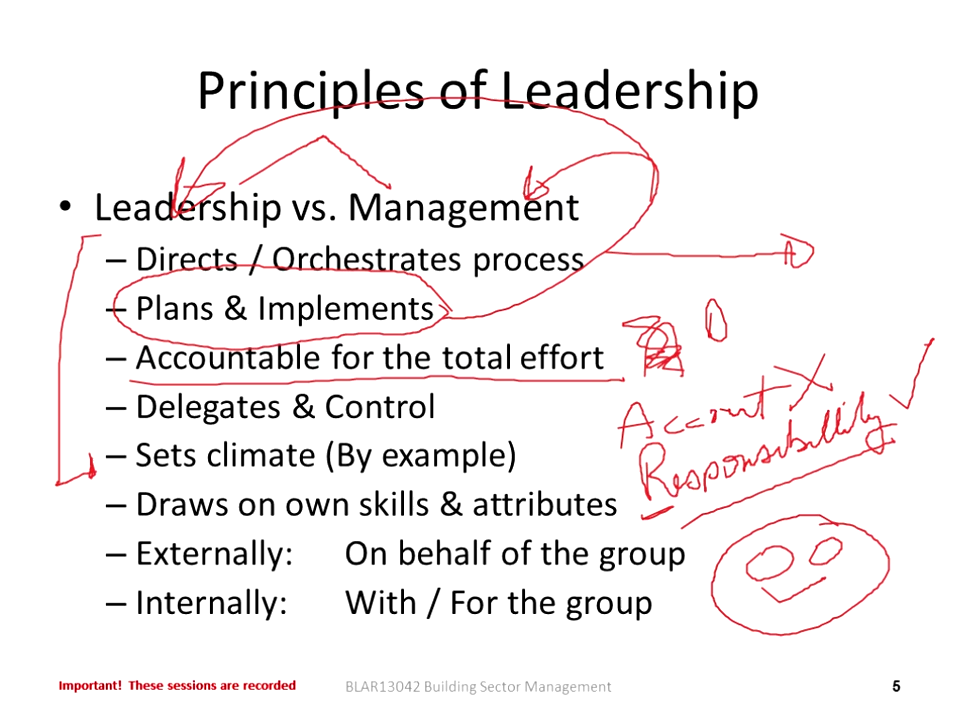 Principles of Leadership
• Leadership vs. Management
– Directs / Orchestrates process
– Plans & Implements
– Accountable for the total effort
– Delegates & Control
Account
– Sets climate (By example)
Responsibillity
– Draws on own skills & attributes
– Externally: On behalf of the group
– Internally: With / For the group
Important! These sessions are recorded
BLAR13042 Building Sector Management
5